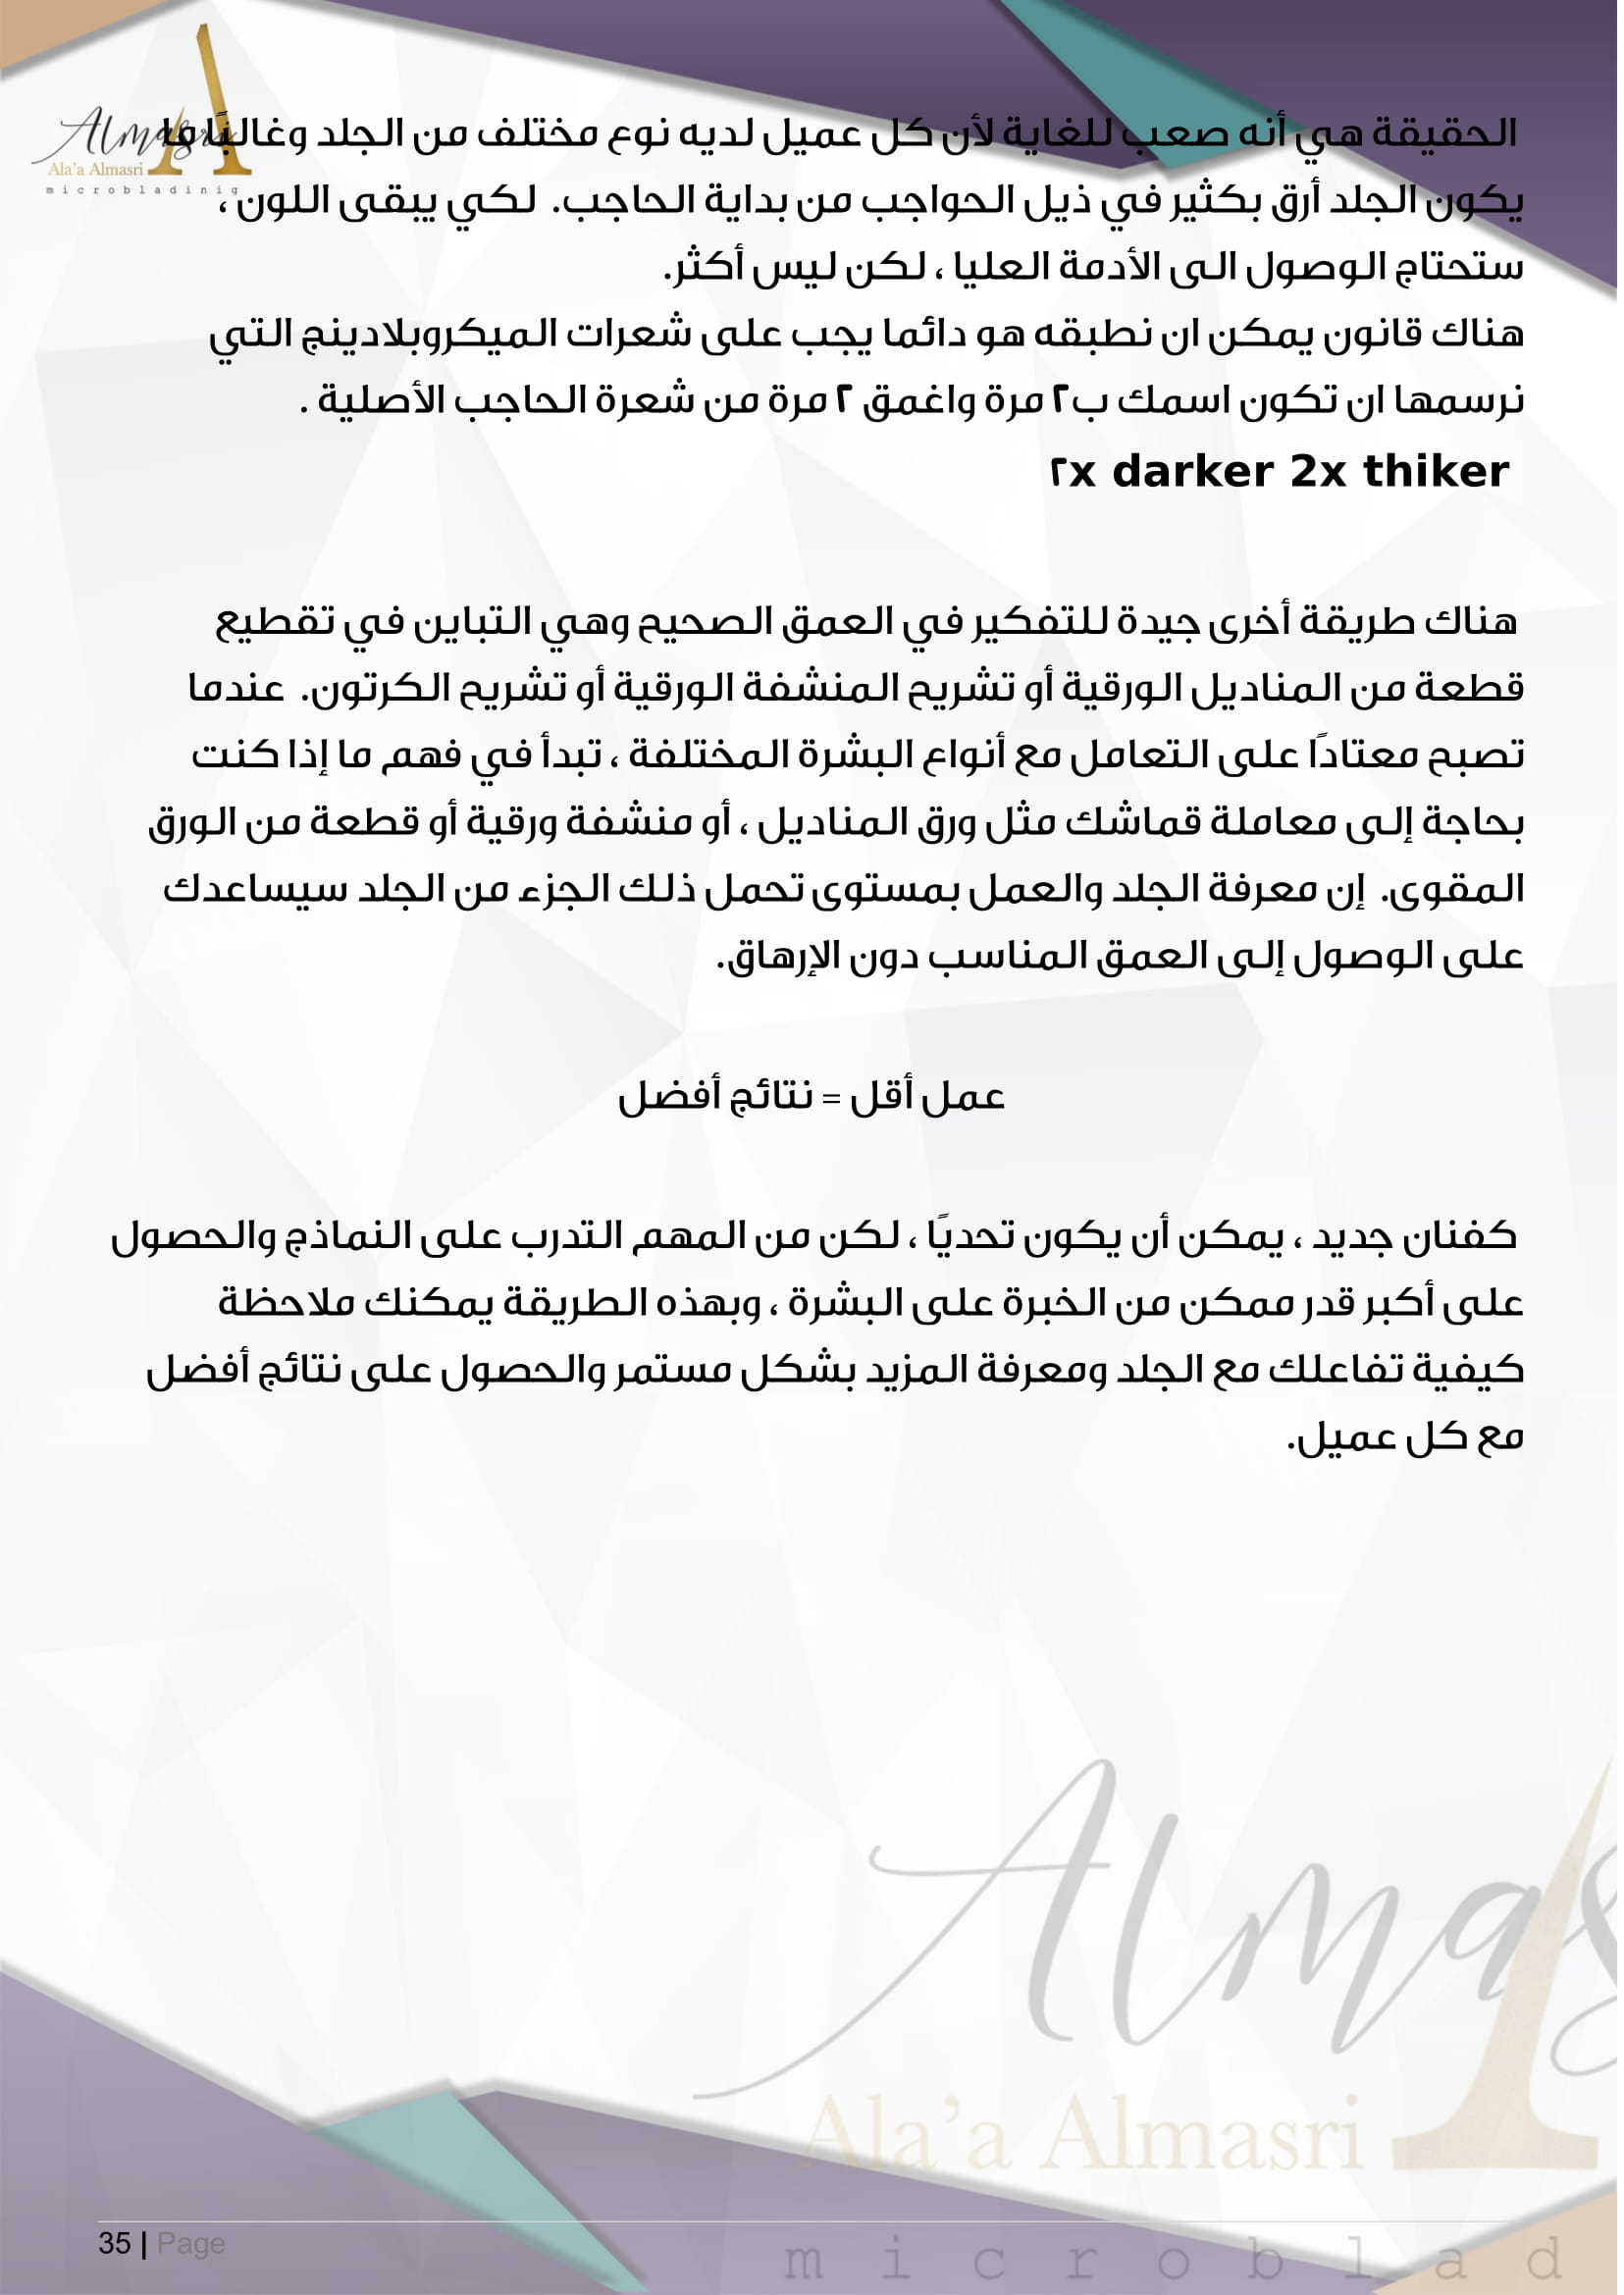 Almasri
Ala'a Almasri
microbladinig
الحقيقة هي أنه صعب للغاية لأن كل عميل لديه نوع مختلف من الجلد وغالبًا ما
يكون الجلد أرق بكثير في ذيل الحواجب من بداية الحاجب. لكي يبقى اللون ،
ستحتاج الوصول الى الأدمة العليا ، لكن ليس أكثر.
هناك قانون يمكن ان نطبقه هو دائما يجب على شعرات الميكروبلادينج التي
نرسمها ان تكون اسمك ب٢ مرة واغمق ٢ مرة من شعرة الحاجب الأصلية .
٢x darker 2x thiker
هناك طريقة أخرى جيدة للتفكير في العمق الصحيح وهي التباين في تقطيع
قطعة من المناديل الورقية أو تشريح المنشفة الورقية أو تشريح الكرتون. عندما
تصبح معتادًا على التعامل مع أنواع البشرة المختلفة ، تبدأ في فهم ما إذا كنت
بحاجة إلى معاملة قماشك مثل ورق المناديل ، أو منشفة ورقية أو قطعة من الورق
المقوى. إن معرفة الجلد والعمل بمستوى تحمل ذلك الجزء من الجلد سيساعدك
على الوصول إلى العمق المناسب دون الإرهاق.
عمل أقل = نتائج أفضل
كفنان جديد ، يمكن أن يكون تحديًا ، لكن من المهم التدرب على النماذج والحصول
على أكبر قدر ممكن من الخبرة على البشرة ، وبهذه الطريقة يمكنك ملاحظة
كيفية تفاعلك مع الجلد ومعرفة المزيد بشكل مستمر والحصول على نتائج أفضل
مع كل عميل.
Almas
Ala'a Almasri
35 | Page
microblad